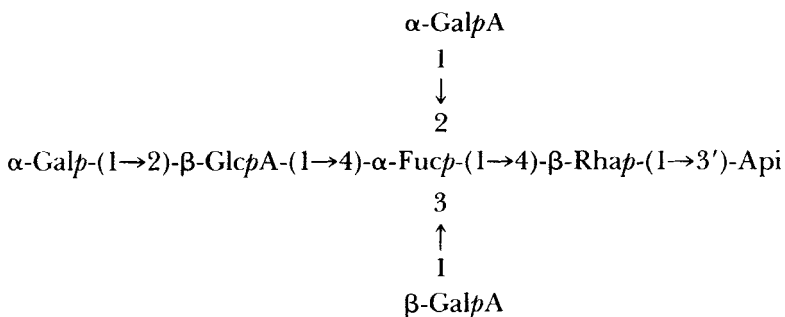 α-GalpA
1
↓
2
α-Galp-(1→2)-β-GlcpA-(1→4)-α-Fucp-(1→4)-β-Rhap-(1→3′)-Api
3
↑
1
β-GalpA